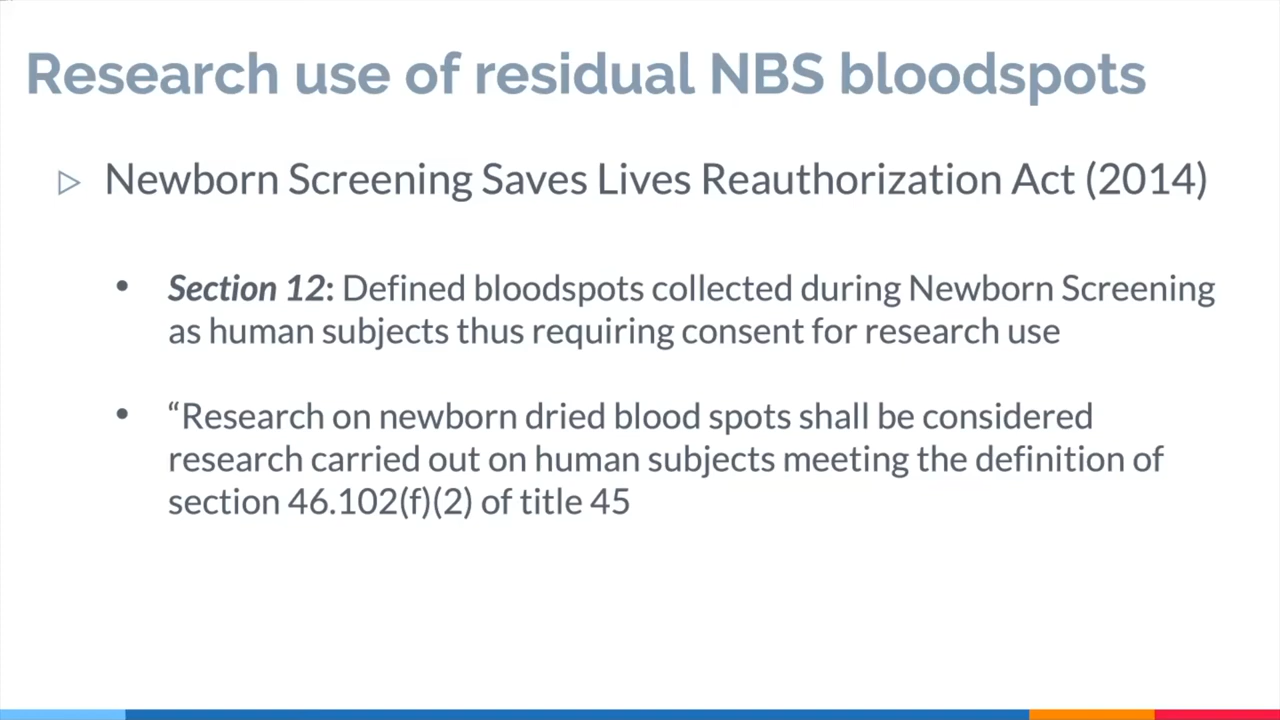 Research use of residual NBS bloodspots
Newborn Screening Saves Lives Reauthorization Act (2014)
• Section 12: Defined bloodspots collected during Newborn Screening
as human subjects thus requiring consent for research use
• “Research on newborn dried blood spots shall be considered
research carried out on human subjects meeting the definition of
section 46.102(f)(2) of title 45